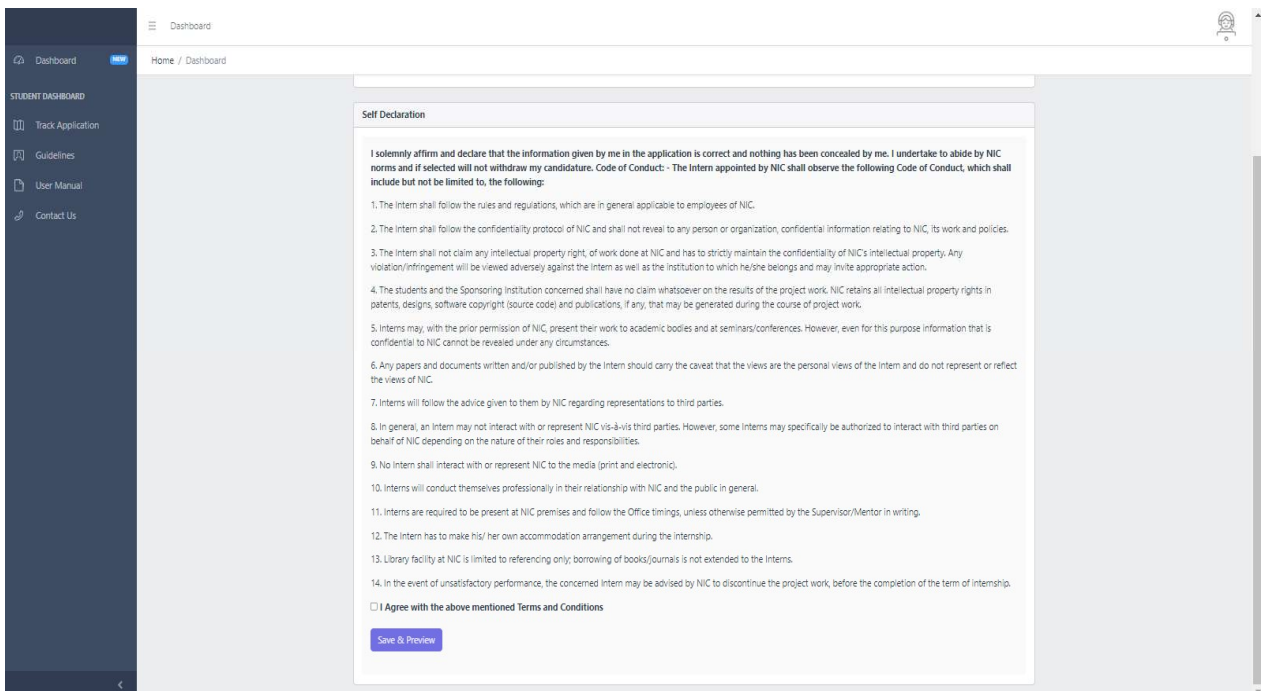 Dashboard
Dashboard NEW
Home / Dashboard
STUDENT DASHBOARD
Track Application
Guidelines
User Manual
Contact Us
Self Declaration
I solemnly affirm and declare that the information given by me in the application is correct and nothing has been concealed by me. I undertake to abide by NIC
norms and if selected will not withdraw my candidature. Code of Conduct: - The Intern appointed by NIC shall observe the following Code of Conduct, which shall
include but not be limited to, the following:
1. The Intern shall follow the rules and regulations, which are in general applicable to employees of NIC.
2. The Intern shall follow the confidentiality protocol of NIC and shall not reveal to any person or organization, confidential information relating to NIC, its work and policies.
3. The Intern shall not claim any intellectual property right, of work done at NIC and has to strictly maintain the confidentiality of NIC's intellectual property. Any
violation/infringement will be viewed adversely against the Intern as well as the institution to which he/she belongs and may invite appropriate action.
4. The students and the Sponsoring Institution concerned shall have no claim whatsoever on the results of the project work. NIC retains all intellectual property rights in
patents, designs, software copyright (source code) and publications, if any, that may be generated during the course of project work.
5. Interns may, with the prior permission of NIC, present their work to academic bodies and at seminars/conferences. However, even for this purpose information that is
confidential to NIC cannot be revealed under any circumstances.
6. Any papers and documents written and/or published by the Intern should carry the caveat that the views are the personal views of the Intern and do not represent or reflect
the views of NIC.
7. Interns will follow the advice given to them by NIC regarding representations to third parties.
8. In general, an Intern may not interact with or represent NIC vis-à-vis third parties. However, some Interns may specifically be authorized to interact with third parties on
behalf of NIC depending on the nature of their roles and responsibilities.
9. No Intern shall interact with or represent NIC to the media (print and electronic).
10. Interns will conduct themselves professionally in their relationship with NIC and the public in general.
11. Interns are required to be present at NIC premises and follow the Office timings, unless otherwise permitted by the Supervisor/Mentor in writing.
12. The Intern has to make his/ her own accommodation arrangement during the internship.
13. Library facility at NIC is limited to referencing only; borrowing of books/journals is not extended to the Interns.
14. In the event of unsatisfactory performance, the concerned Intern may be advised by NIC to discontinue the project work, before the completion of the term of internship.
I Agree with the above mentioned Terms and Conditions
Save & Preview